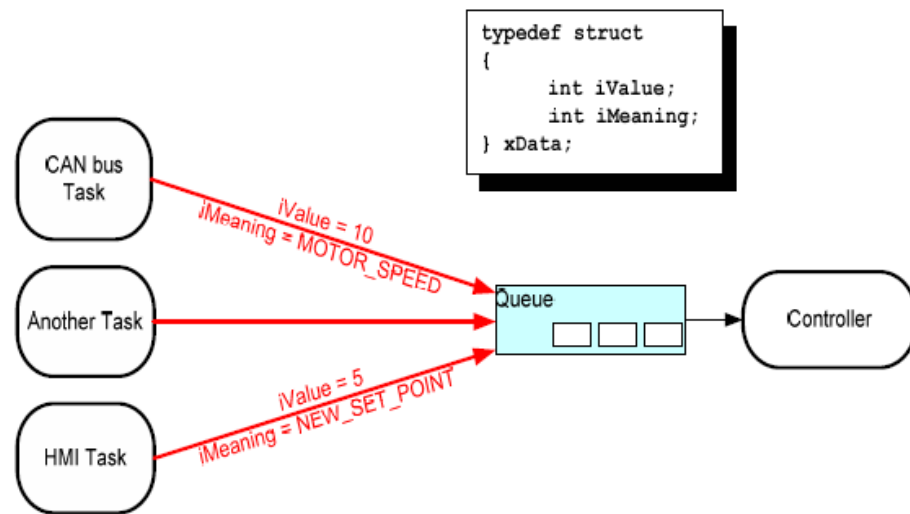 typedef struct
{
int iValue;
int iMeaning;
} xData;
CAN bus
Task
iValue = 10
iMeaning = MOTOR_SPEED
Another Task
Queue
Controller
iValue = 5
iMeaning = NEW_SET_POINT
HMI Task